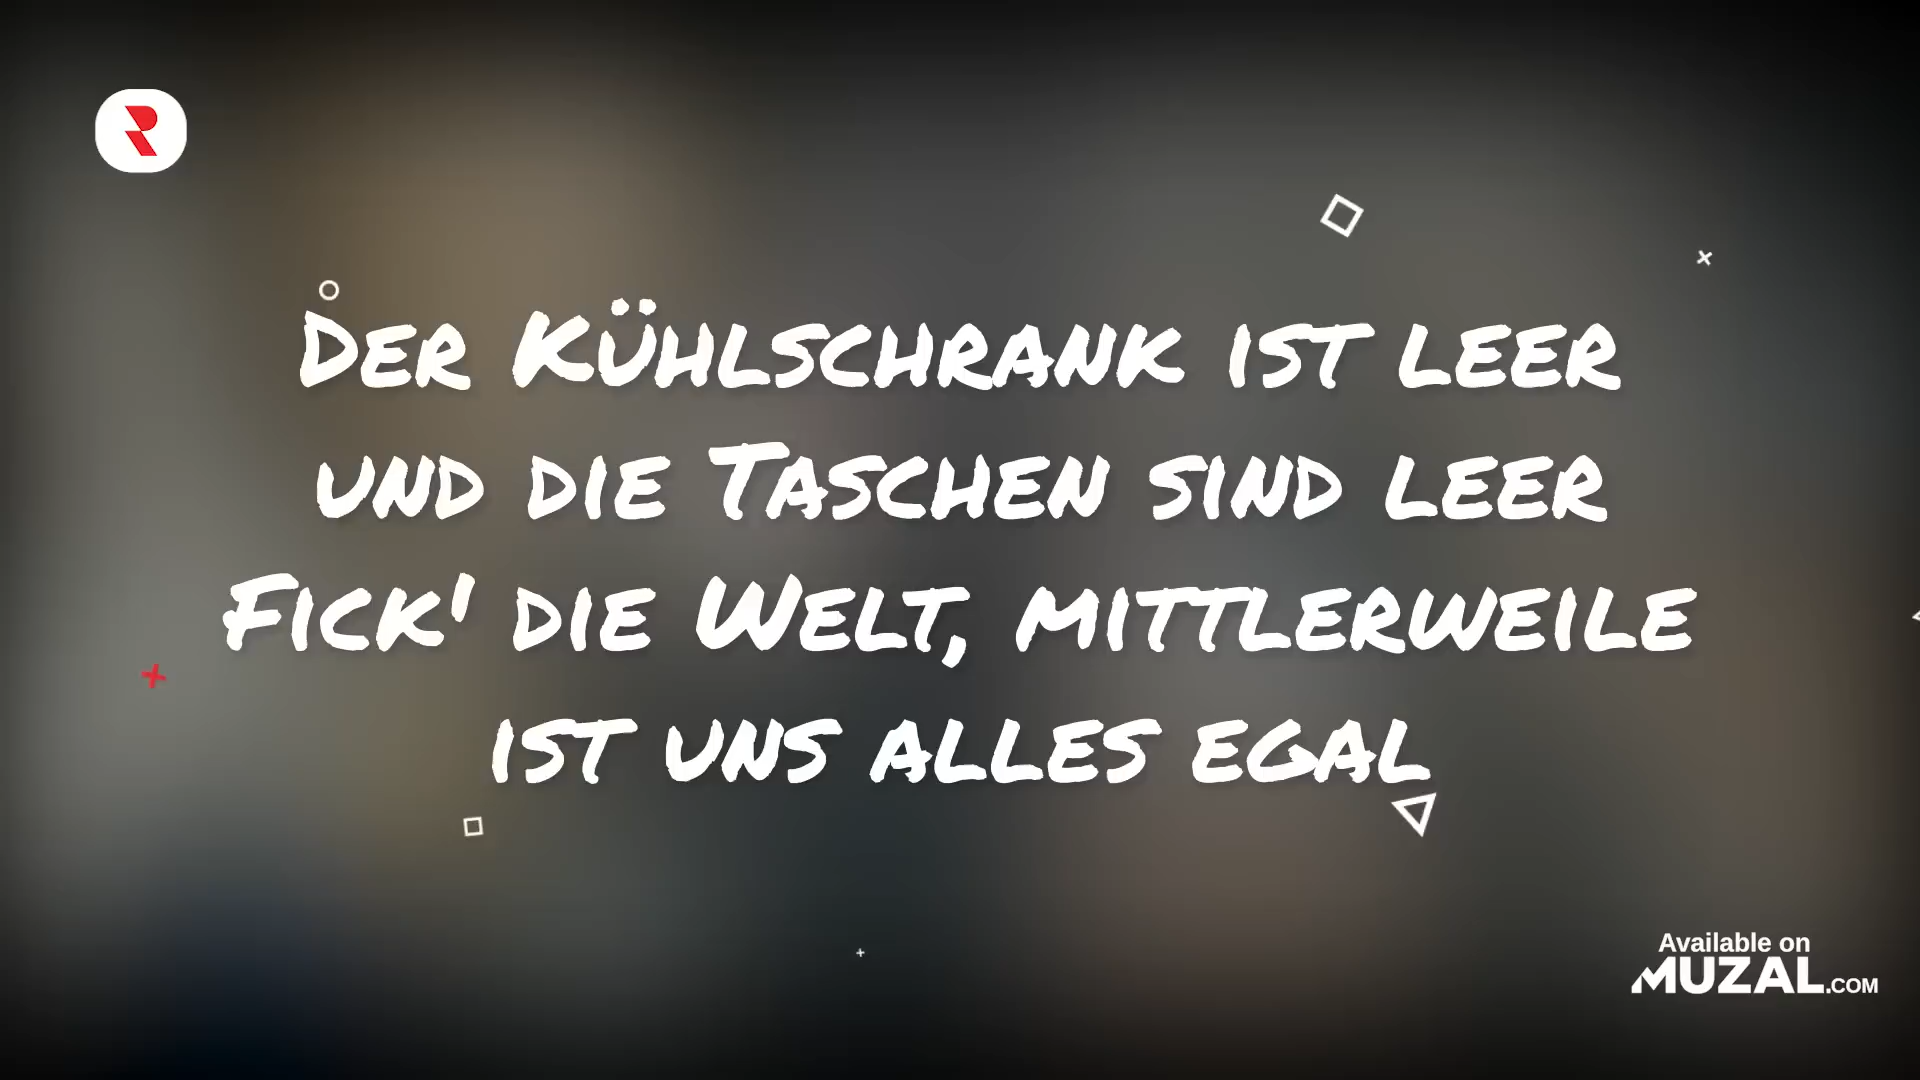 Der Kühlschrank ist leer
und die Taschen sind leer
Fick' die Welt, mittlerweile
ist uns alles egal
Available on
MUZAL.COM